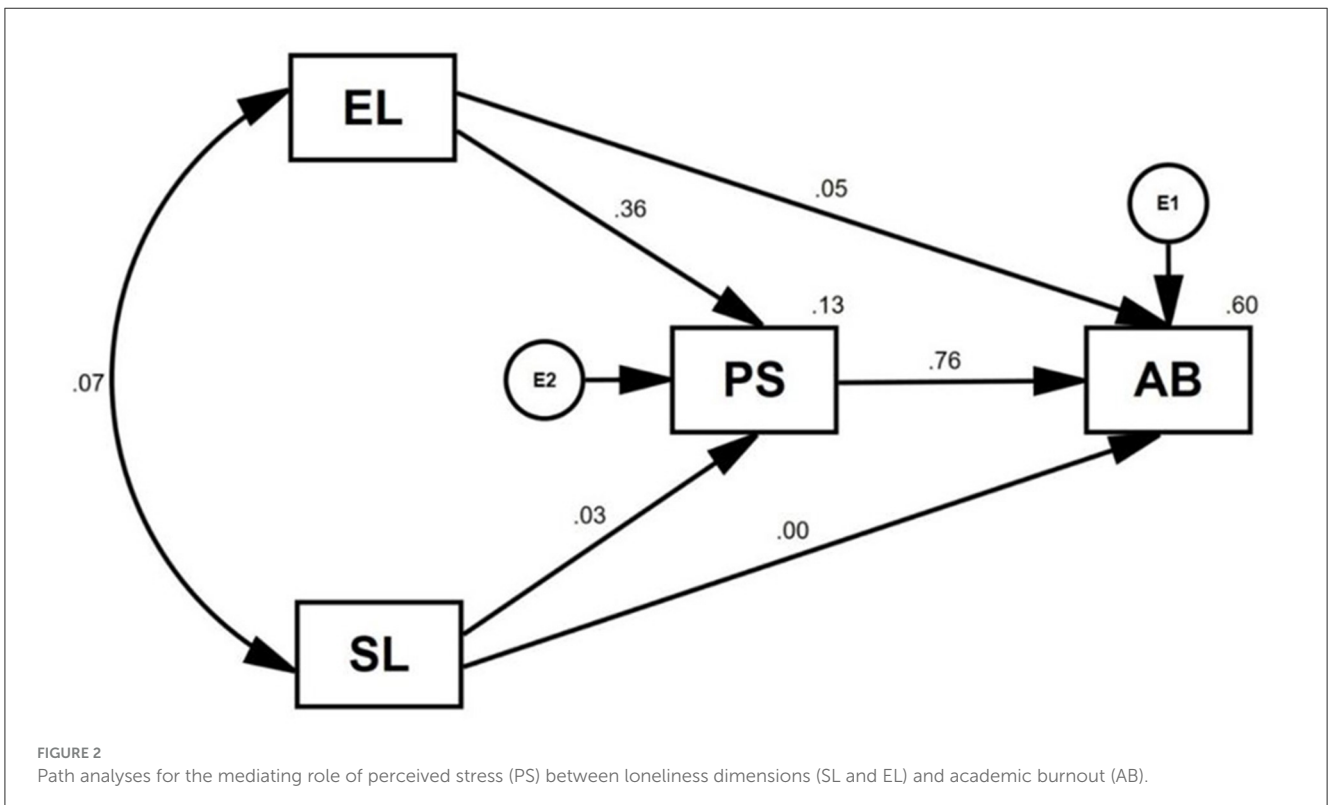 EL
.05
E1
.36
.13
.60
E2
PS
.76
AB
.07
.03
.00
SL
FIGURE 2
Path analyses for the mediating role of perceived stress (PS) between loneliness dimensions (SL and EL) and academic burnout (AB).